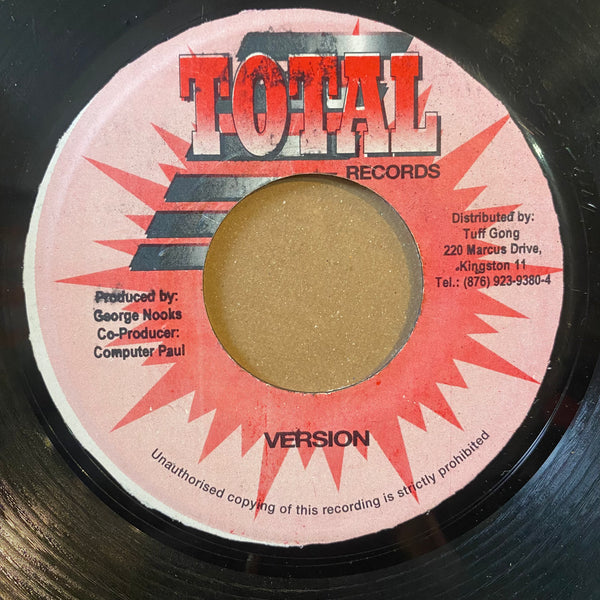 TOTAL
RECORDS
Distributed by:
Tuff Gong
220 Marcus Drive,
Kingston 11
Tel.: (876) 923-9380-4
Produced by:
George Nooks
Co-Producer:
Computer Paul
VERSION
Unauthorised copying of this recording is strictly prohibited